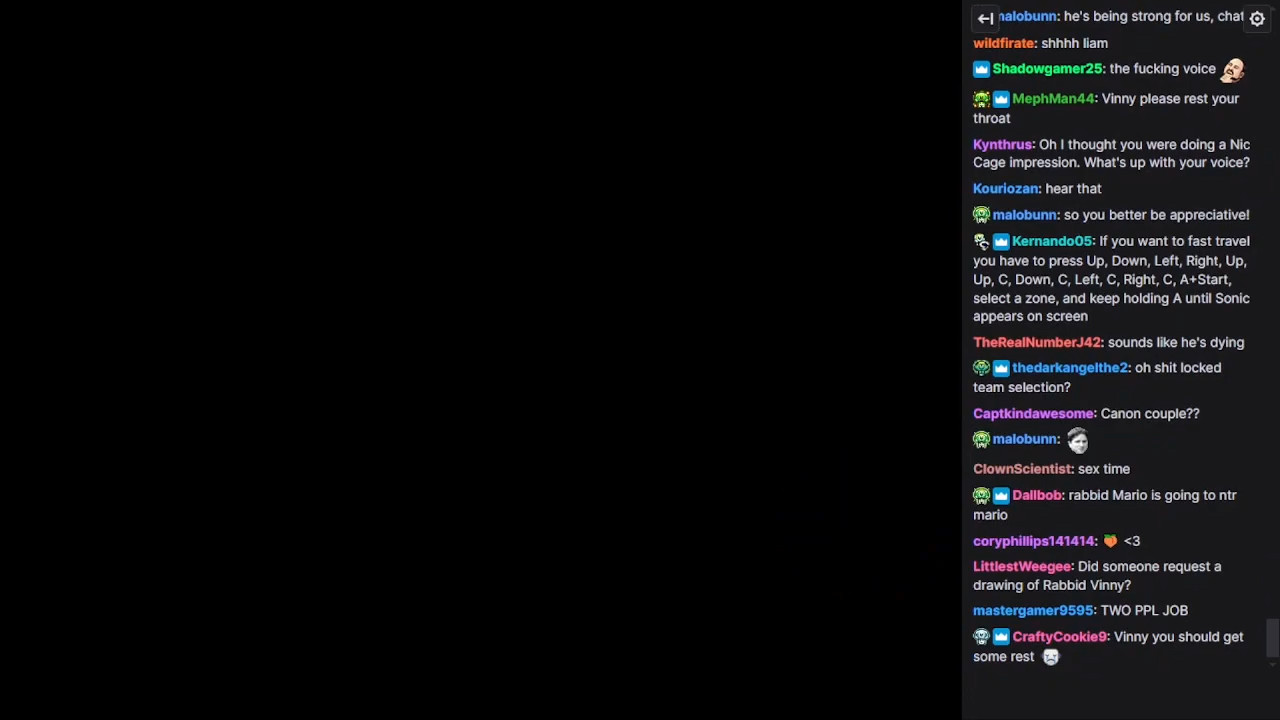 malobunn: he's being strong for us, chat
wildfirate: shhhh liam
Shadowgamer25: the fucking voice
MephMan44: Vinny please rest your
throat
Kynthrus: Oh I thought you were doing a Nic
Cage impression. What's up with your voice?
Kouriozan: hear that
malobunn: so you better be appreciative!
Kernando05: If you want to fast travel
you have to press Up, Down, Left, Right, Up,
Up, C, Down, C, Left, C, Right, C, A+Start,
select a zone, and keep holding A until Sonic
appears on screen
TheRealNumberJ42: sounds like he's dying
thedarkangelthe2: oh shit locked
team selection?
Captkindawesome: Canon couple??
malobunn:
ClownScientist: sex time
Dallbob: rabbid Mario is going to ntr
mario
coryphillips141414: 🍑 <3
LittlestWeegee: Did someone request a
drawing of Rabbid Vinny?
mastergamer9595: TWO PPL JOB
CraftyCookie9: Vinny you should get
some rest